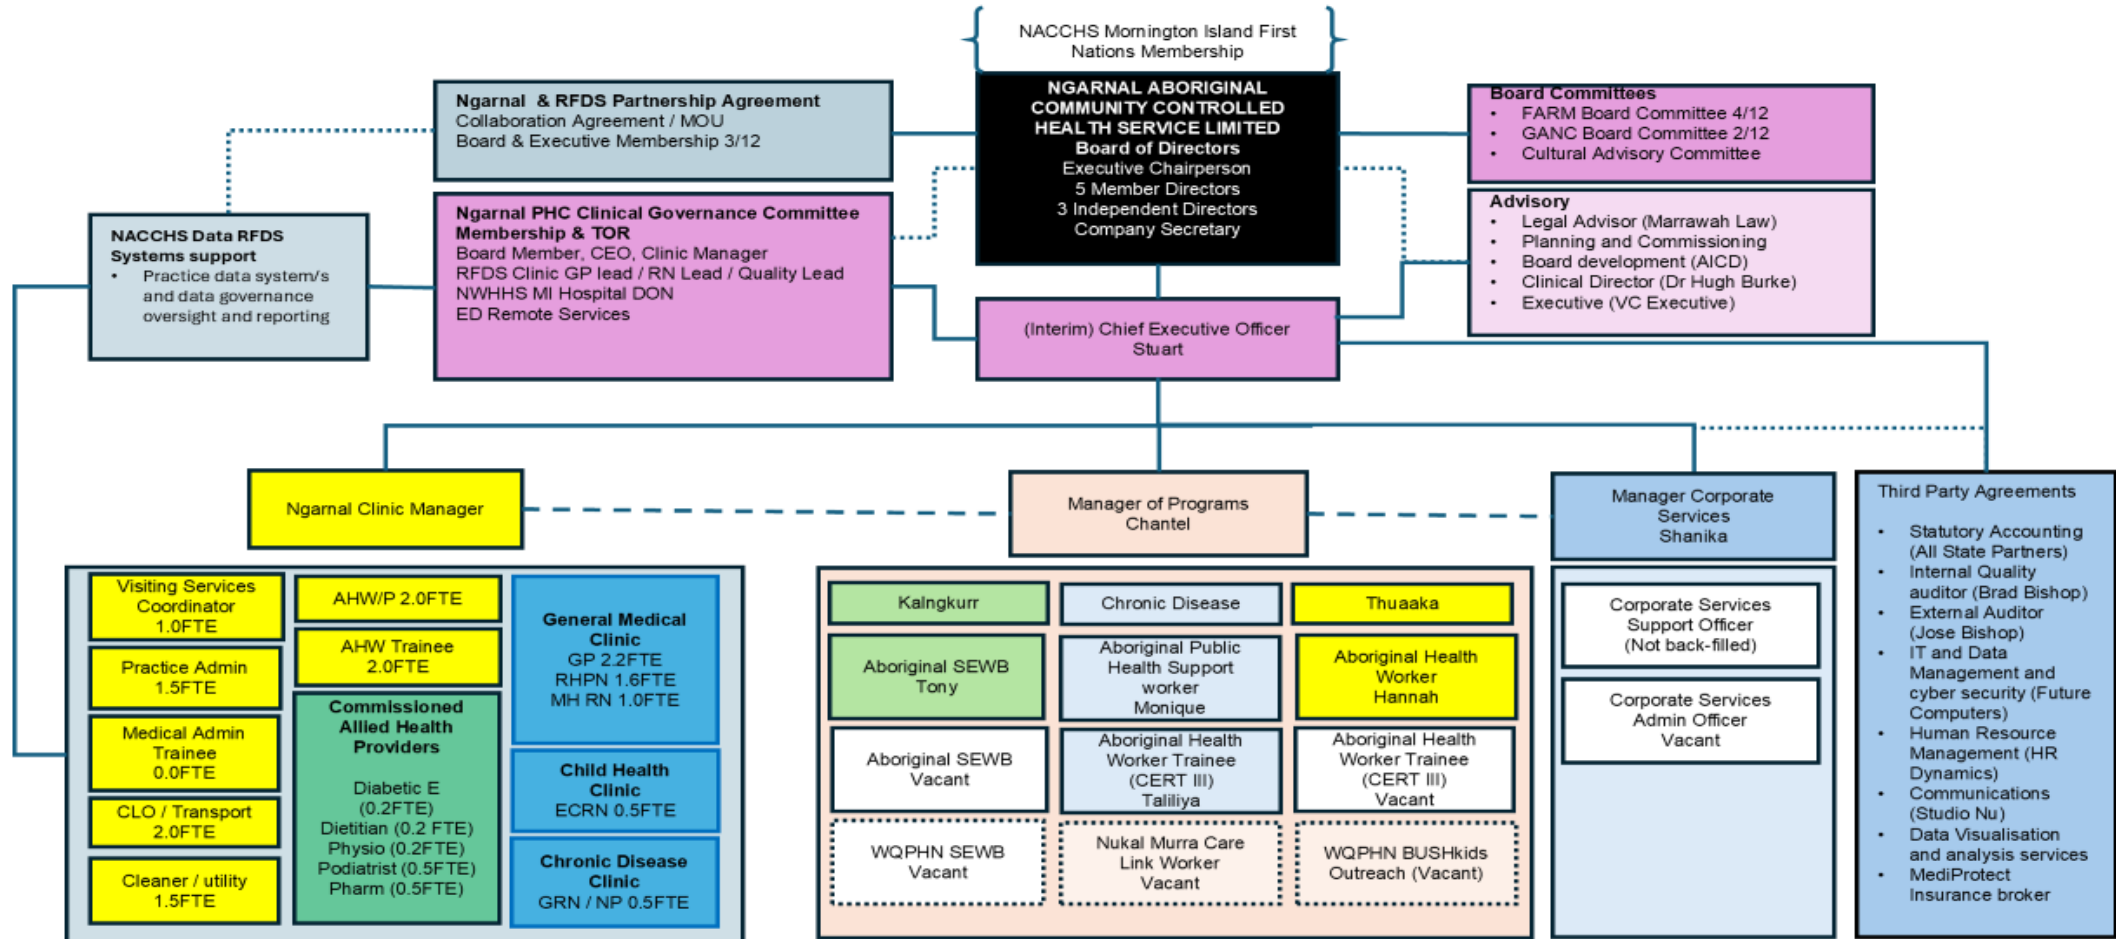 NACCHS Mornington Island First
Nations Membership
Ngarnal & RFDS Partnership Agreement
Collaboration Agreement / MOU
Board & Executive Membership 3/12
NGARNAL ABORIGINAL
COMMUNITY CONTROLLED
HEALTH SERVICE LIMITED
Board of Directors
Executive Chairperson
5 Member Directors
3 Independent Directors
Company Secretary
Board Committees
• FARM Board Committee 4/12
• GANC Board Committee 2/12
• Cultural Advisory Committee
NACCHS Data RFDS
Systems support
• Practice data system/s
and data governance
oversight and reporting
Ngarnal PHC Clinical Governance Committee
Membership & TOR
Board Member, CEO, Clinic Manager
RFDS Clinic GP lead / RN Lead / Quality Lead
NWHHS MI Hospital DON
ED Remote Services
Advisory
• Legal Advisor (Marrawah Law)
• Planning and Commissioning
• Board development (AICD)
• Clinical Director (Dr Hugh Burke)
• Executive (VC Executive)
(Interim) Chief Executive Officer
Stuart
Ngarnal Clinic Manager
Manager of Programs
Chantel
Manager Corporate
Services
Shanika
Visiting Services
Coordinator
1.0FTE
Practice Admin
1.5FTE
Medical Admin
Trainee
0.0FTE
CLO / Transport
2.0FTE
Cleaner / utility
1.5FTE
AHW/P 2.0FTE
AHW Trainee
2.0FTE
Commissioned
Allied Health
Providers
Diabetic E
(0.2FTE)
Dietitian (0.2 FTE)
Physio (0.2FTE)
Podiatrist (0.5FTE)
Pharm (0.5FTE)
General Medical
Clinic
GP 2.2FTE
RHPN 1.6FTE
MH RN 1.0FTE
Child Health
Clinic
ECRN 0.5FTE
Chronic Disease
Clinic
GRN / NP 0.5FTE
Kalngkurr
Aboriginal SEWB
Tony
Aboriginal SEWB
Vacant
WQPHN SEWB
Vacant
Chronic Disease
Aboriginal Public
Health Support
worker
Monique
Aboriginal Health
Worker Trainee
(CERT III)
Taliliya
Nukal Murra Care
Link Worker
Vacant
Thuaaka
Aboriginal Health
Worker
Hannah
Aboriginal Health
Worker Trainee
(CERT III)
Vacant
WQPHN BUSHkids
Outreach (Vacant)
Corporate Services
Support Officer
(Not back-filled)
Corporate Services
Admin Officer
Vacant
Third Party Agreements
• Statutory Accounting
(All State Partners)
• Internal Quality
auditor (Brad Bishop)
• External Auditor
(Jose Bishop)
• IT and Data
Management and
cyber security (Future
Computers)
• Human Resource
Management (HR
Dynamics)
• Communications
(Studio Nu)
• Data Visualisation
and analysis services
• MediProtect
Insurance broker